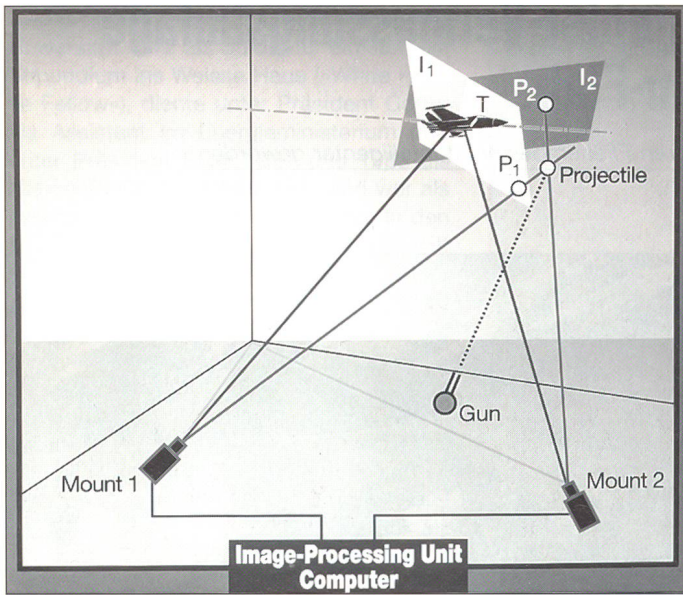 I1
I2
P2
T
P1
Projectile
Gun
Mount 1
Mount 2
Image-Processing Unit
Computer